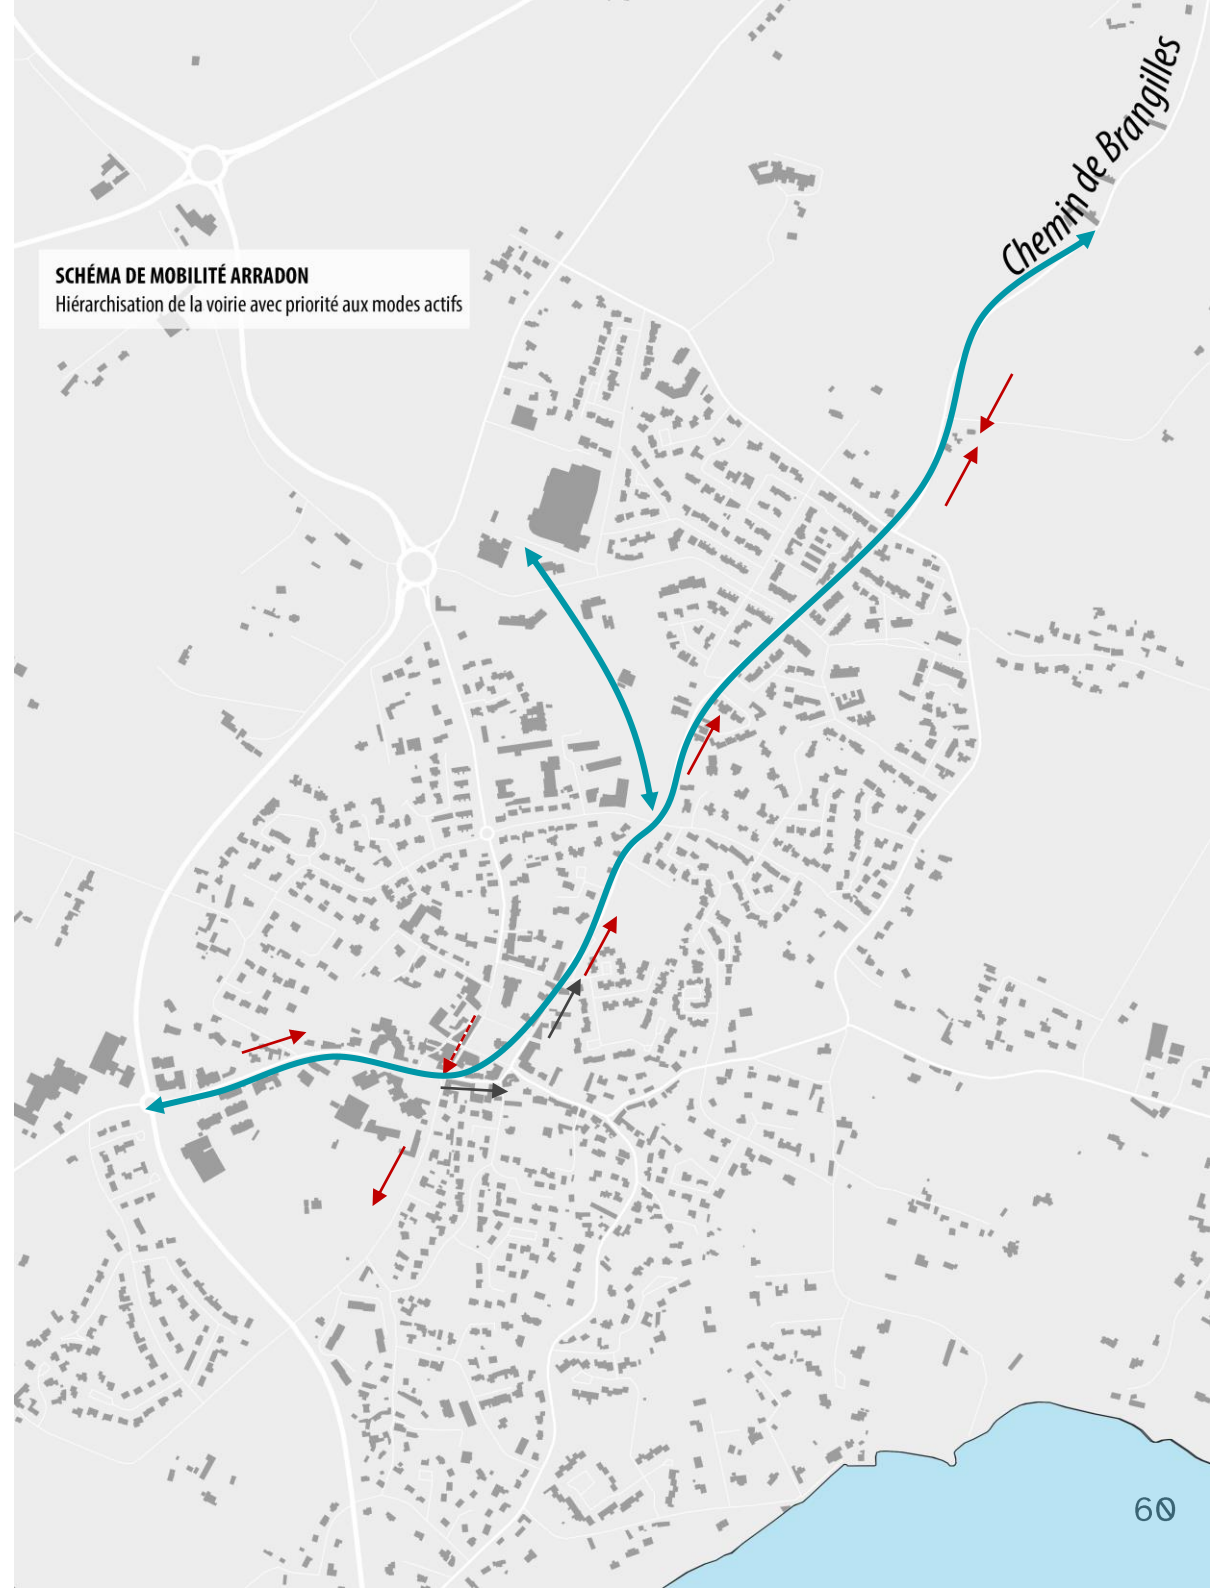 Chemin de Brangilles
SCHÉMA DE MOBILITÉ ARRADON
Hiérarchisation de la voirie avec priorité aux modes actifs
60